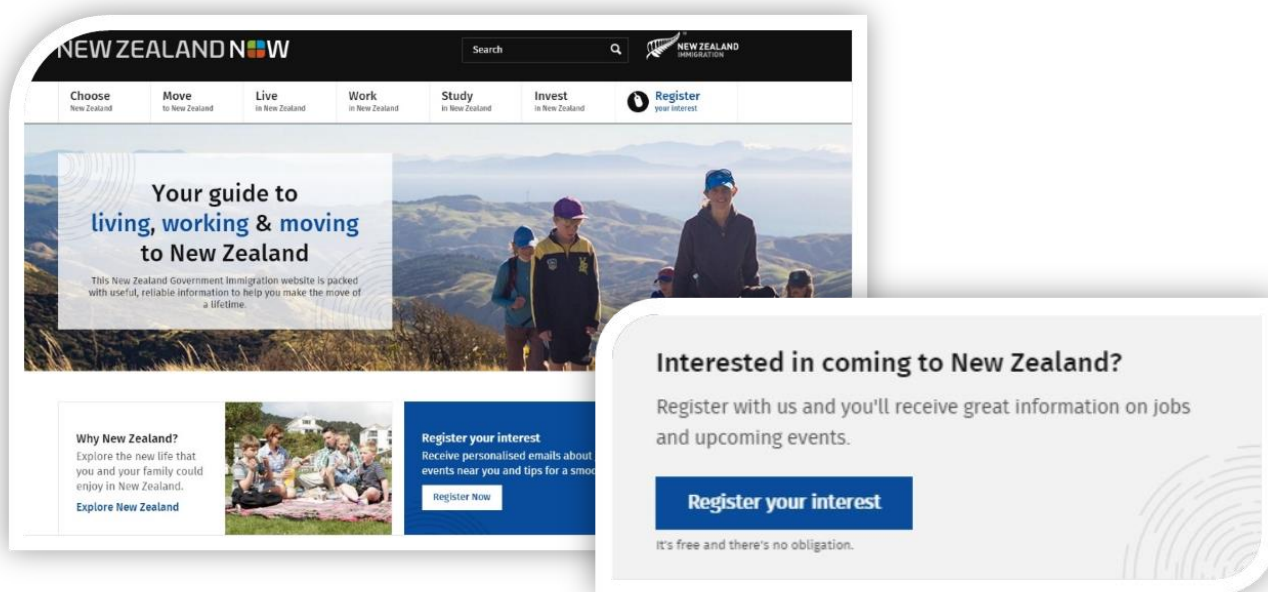 NEW ZEALAND NOW
Search
NEW ZEALAND
IMMIGRATION
Choose
New Zealand
Move
to New Zealand
Live
in New Zealand
Work
in New Zealand
Study
in New Zealand
Invest
in New Zealand
Register
your interest
Your guide to
living, working & moving
to New Zealand
This New Zealand Government Immigration website is packed
with useful, reliable information to help you make the move of
a lifetime.
Why New Zealand?
Explore the new life that
you and your family could
enjoy in New Zealand.
Explore New Zealand
Register your interest
Receive personalised emails about
events near you and tips for a
Register Now
Interested in coming to New Zealand?
Register with us and you'll receive great information on jobs
and upcoming events.
Register your interest
It's free and there's no obligation.